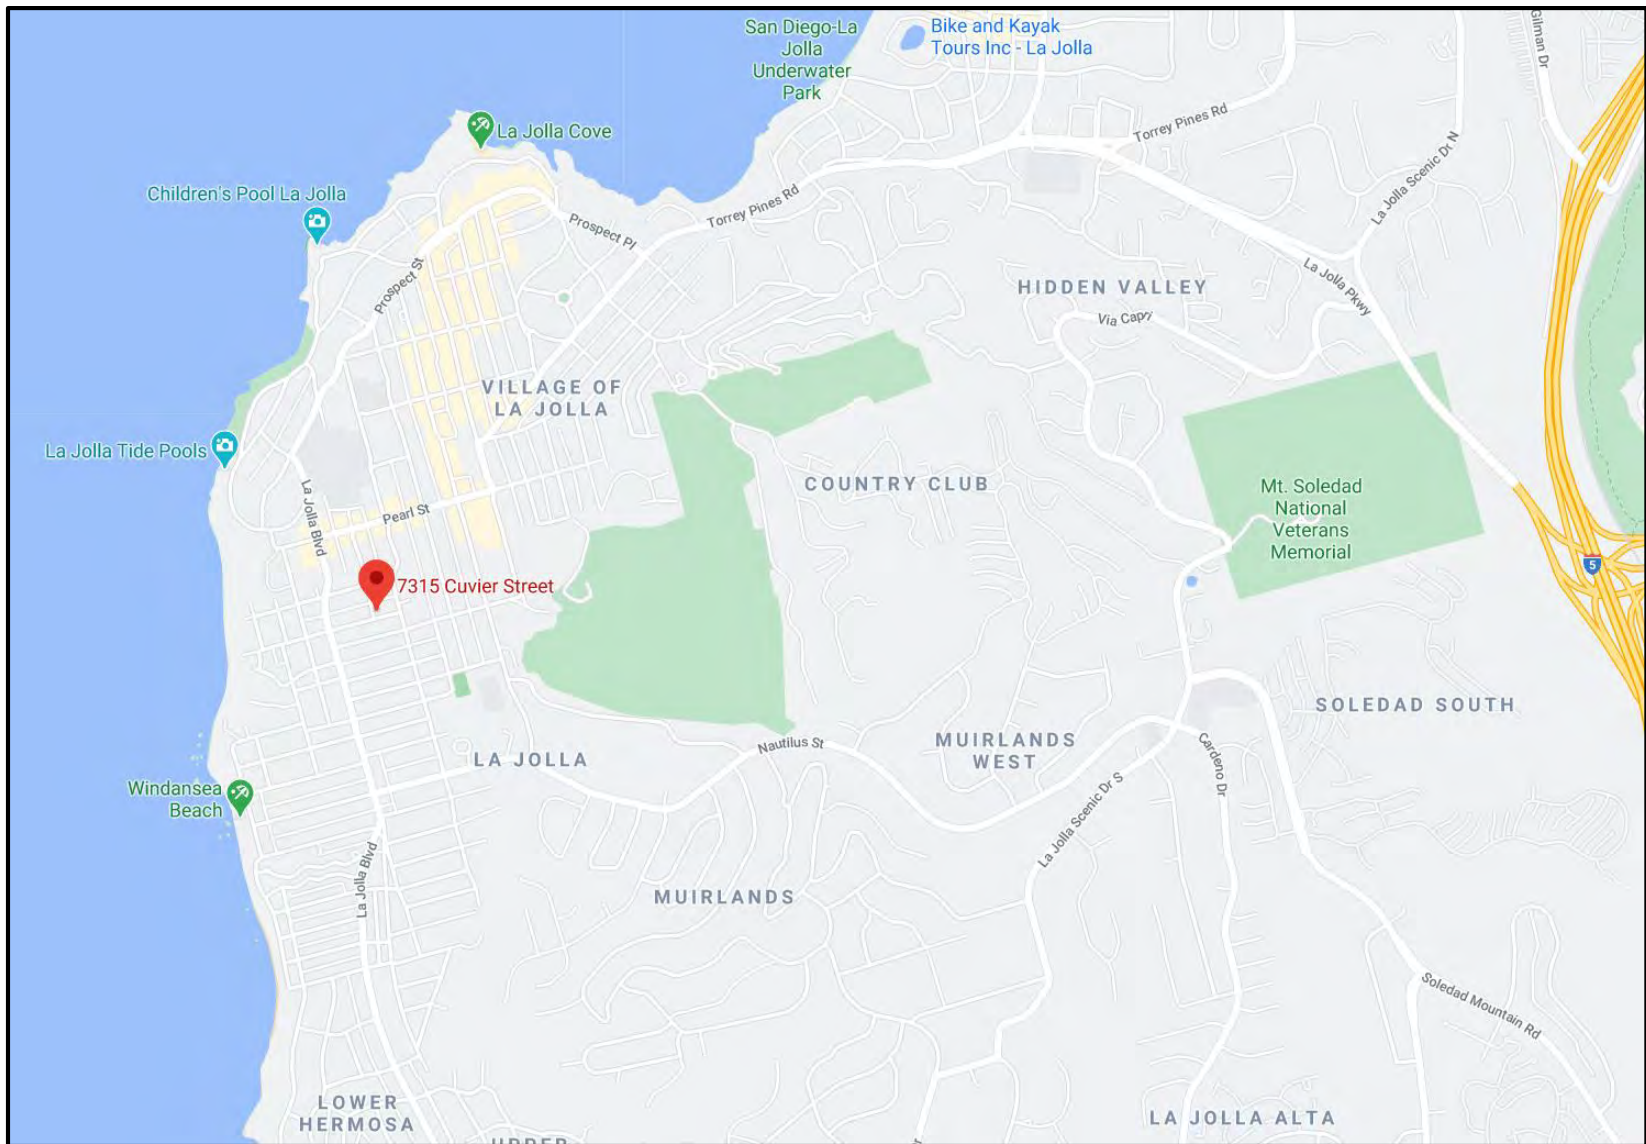 San Diego-La
Jolla
Underwater
Park
Bike and Kayak
Tours Inc - La Jolla
Gilman Dr
La Jolla Cove
Torrey Pines Rd
La Jolla Scenic Dr N
Children's Pool La Jolla
Torrey Pines Rd
Prospect Pl
Prospect St
HIDDEN VALLEY
La Jolla Pkwy
Via Capri
VILLAGE OF
LA JOLLA
La Jolla Tide Pools
COUNTRY CLUB
Mt. Soledad
National
Veterans
Memorial
La Jolla Blvd
Pearl St
5
7315 Cuvier Street
SOLEDAD SOUTH
LA JOLLA
Nautilus St
MUIRLANDS
WEST
Cardeno Dr
Windansea
Beach
La Jolla Scenic Dr S
La Jolla Blvd
MUIRLANDS
Soledad Mountain Rd
LOWER
HERMOSA
LA JOLLA ALTA
UPPER